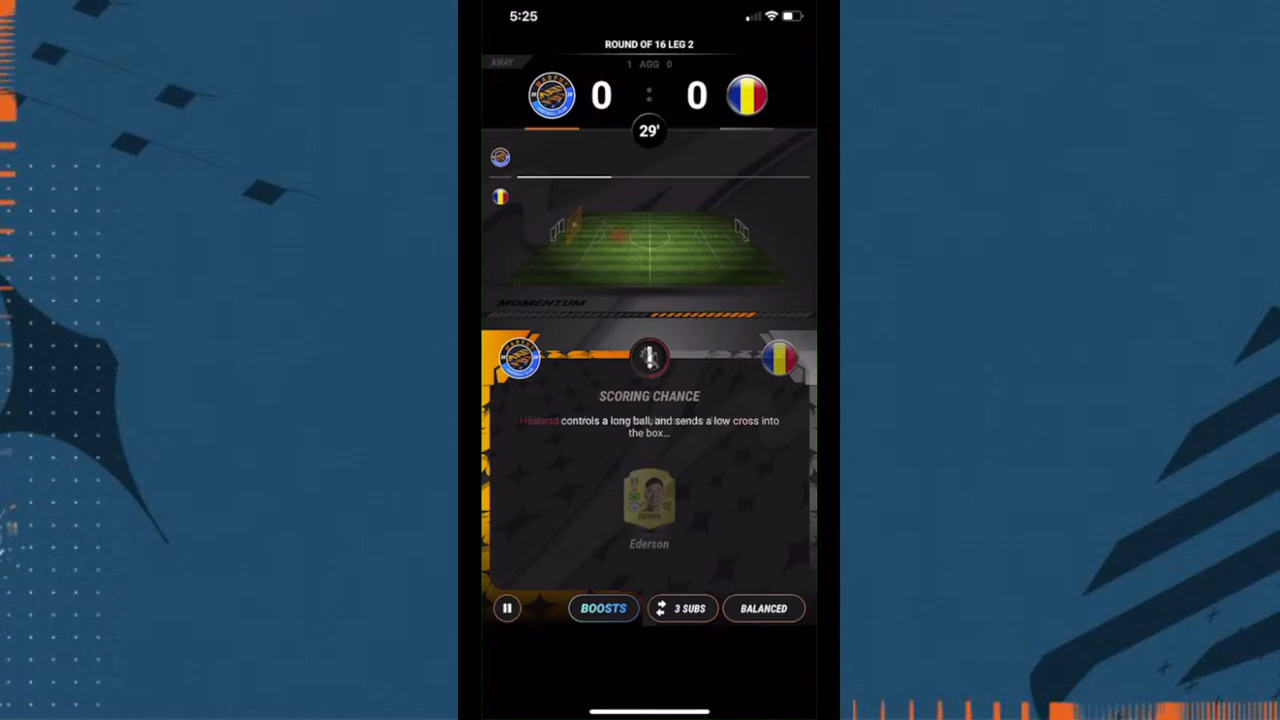 5:25
ROUND OF 16 LEG 2
AWAY
1 AGG 0
0 : 0
29'
MOMENTUM
SCORING CHANCE
controls a long ball, and sends a low cross into
the box...
Ederson
BOOSTS
3 SUBS
BALANCED